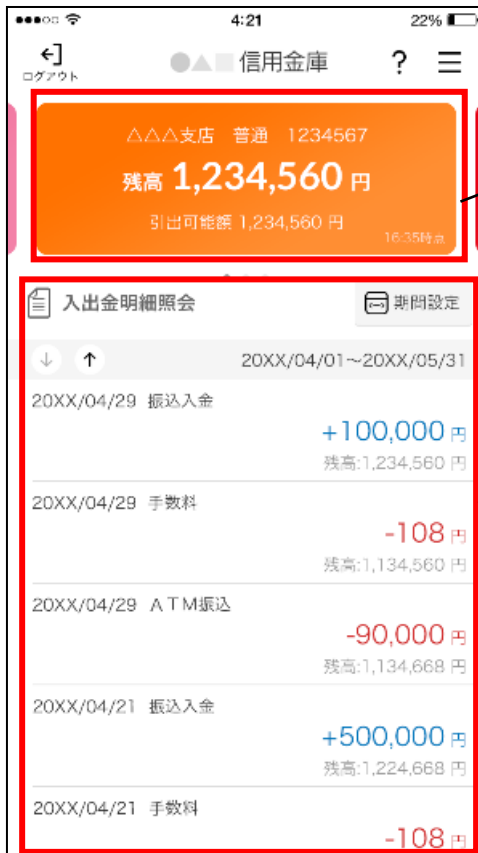 4:21
22%
ログアウト
●▲■信用金庫
?
△△△支店 普通 1234567
残高 1,234,560 円
引出可能額 1,234,560 円
16:35時点
入出金明細照会
期間設定
↓ ↑ 20XX/04/01～20XX/05/31
20XX/04/29 振込入金
+100,000 円
残高:1,234,560 円
20XX/04/29 手数料
-108 円
残高:1,134,560 円
20XX/04/29 ATM振込
-90,000 円
残高:1,134,668 円
20XX/04/21 振込入金
+500,000 円
残高:1,224,668 円
20XX/04/21 手数料
-108 円